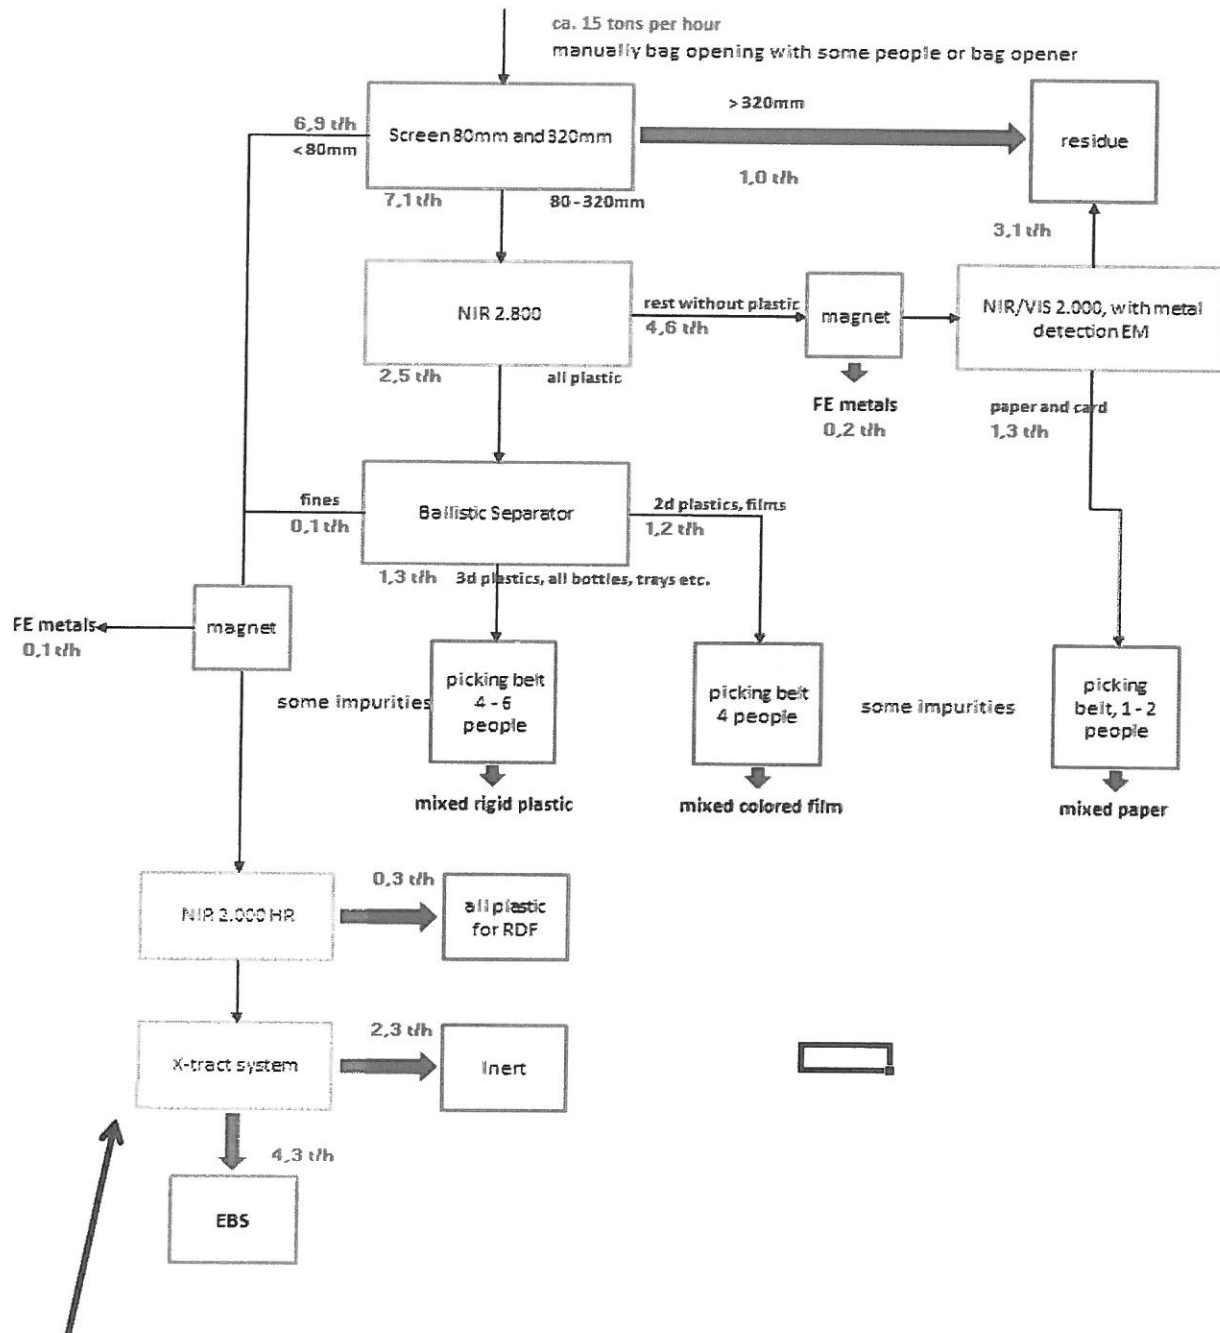 ca. 15 tons per hour
manually bag opening with some people or bag opener
> 320mm
6,9 t/h
<80mm
Screen 80mm and 320mm
residue
1,0 t/h
7,1 t/h
80 - 320mm
3,1 t/h
NIR 2.800
rest without plastic
4,6 t/h
magnet
NIR/VIS 2.000, with metal
detection EM
2,5 t/h
all plastic
FE metals
0,2 t/h
paper and card
1,3 t/h
fines
0,1 t/h
Ballistic Separator
2d plastics, films
1,2 t/h
1,3 t/h
3d plastics, all bottles, trays etc.
FE metals
0,1 t/h
magnet
some impurities
picking belt
4 - 6
people
picking belt
4 people
some impurities
picking
belt, 1 - 2
people
mixed rigid plastic
mixed colored film
mixed paper
NIR 2.000 HR
0,3 t/h
all plastic
for RDF
X-tract system
2,3 t/h
Inert
4,3 t/h
EBS